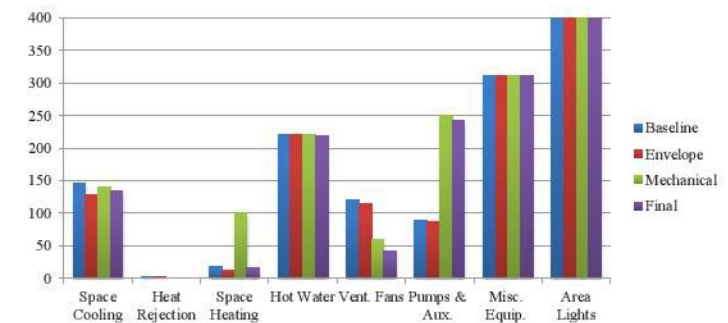 400
350
300
250
200
150
100
50
0
Space Cooling
Heat Rejection
Space Heating
Hot Water
Vent. Fans
Pumps & Aux.
Misc. Equip.
Area Lights
Baseline
Envelope
Mechanical
Final